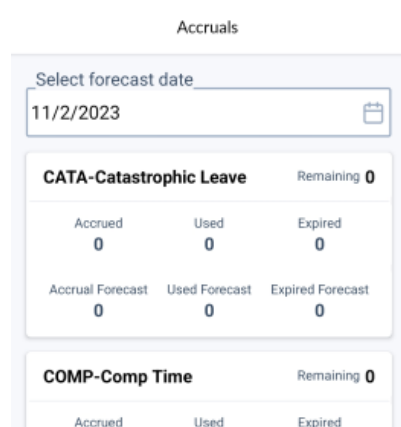 Accruals
Select forecast date
11/2/2023
CATA-Catastrophic Leave Remaining 0
Accrued Used Expired
0 0 0
Accrual Forecast Used Forecast Expired Forecast
0 0 0
COMP-Comp Time Remaining 0
Accrued Used Expired